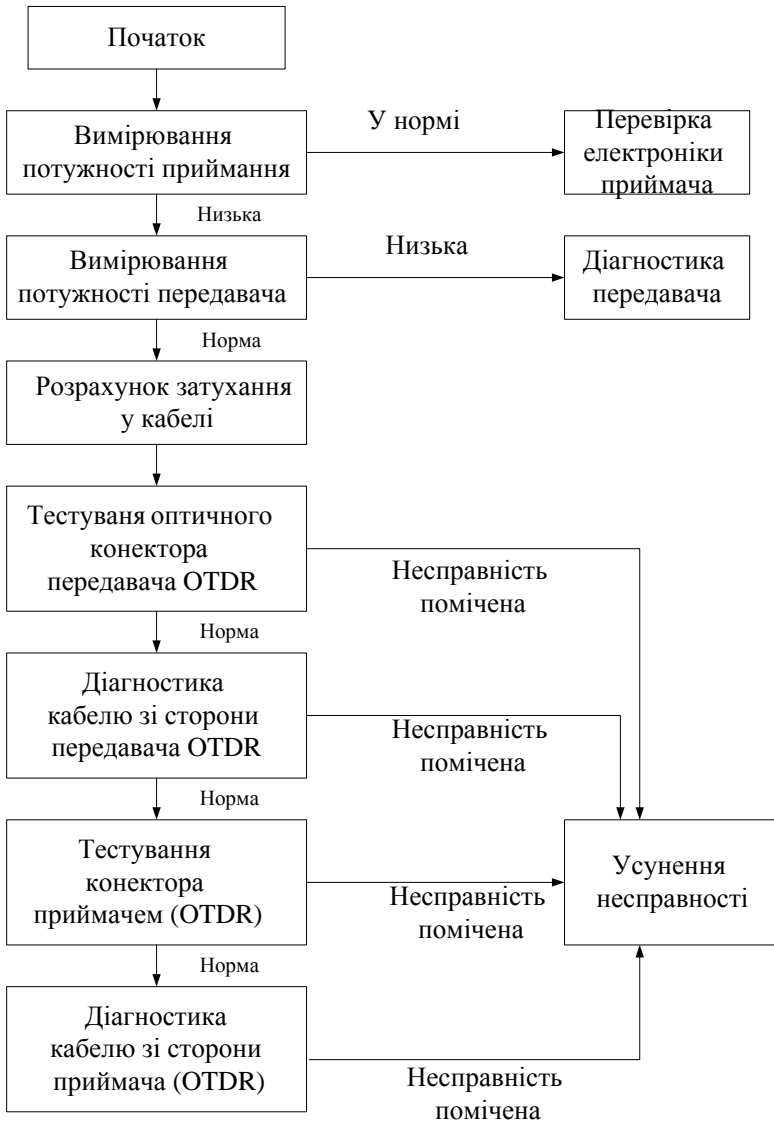 Початок
Вимірювання
потужності приймання
У нормі
Перевірка
електроніки
приймача
Низька
Вимірювання
потужності передавача
Низька
Діагностика
передавача
Норма
Розрахунок затухання
у кабелі
Тестуваня оптичного
конектора
передавача OTDR
Несправність
помічена
Норма
Діагностика
кабелю зі сторони
передавача OTDR
Несправність
помічена
Норма
Тестування
конектора
приймачем (OTDR)
Несправність
помічена
Усунення
несправності
Норма
Діагностика
кабелю зі сторони
приймача (OTDR)
Несправність
помічена